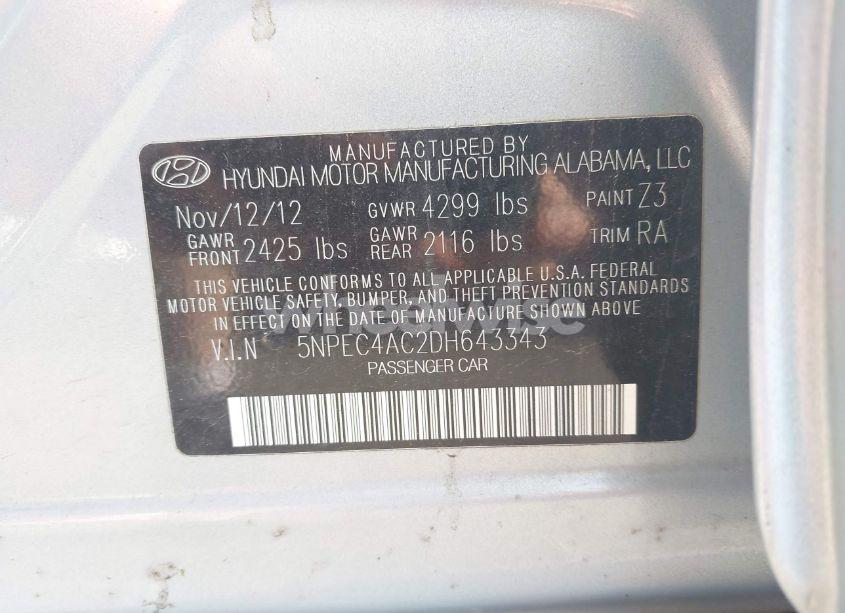 MANUFACTURED BY
HYUNDAI MOTOR MANUFACTURING ALABAMA, LLC
Nov/12/12 GVWR 4299 lbs PAINT Z3
GAWR FRONT 2425 lbs GAWR REAR 2116 lbs TRIM RA
THIS VEHICLE CONFORMS TO ALL APPLICABLE U.S.A. FEDERAL
MOTOR VEHICLE SAFETY, BUMPER, AND THEFT PREVENTION STANDARDS
IN EFFECT ON THE DATE OF MANUFACTURE SHOWN ABOVE
wheelwise
V.I.N 5NPEC4AC2DH643343
PASSENGER CAR